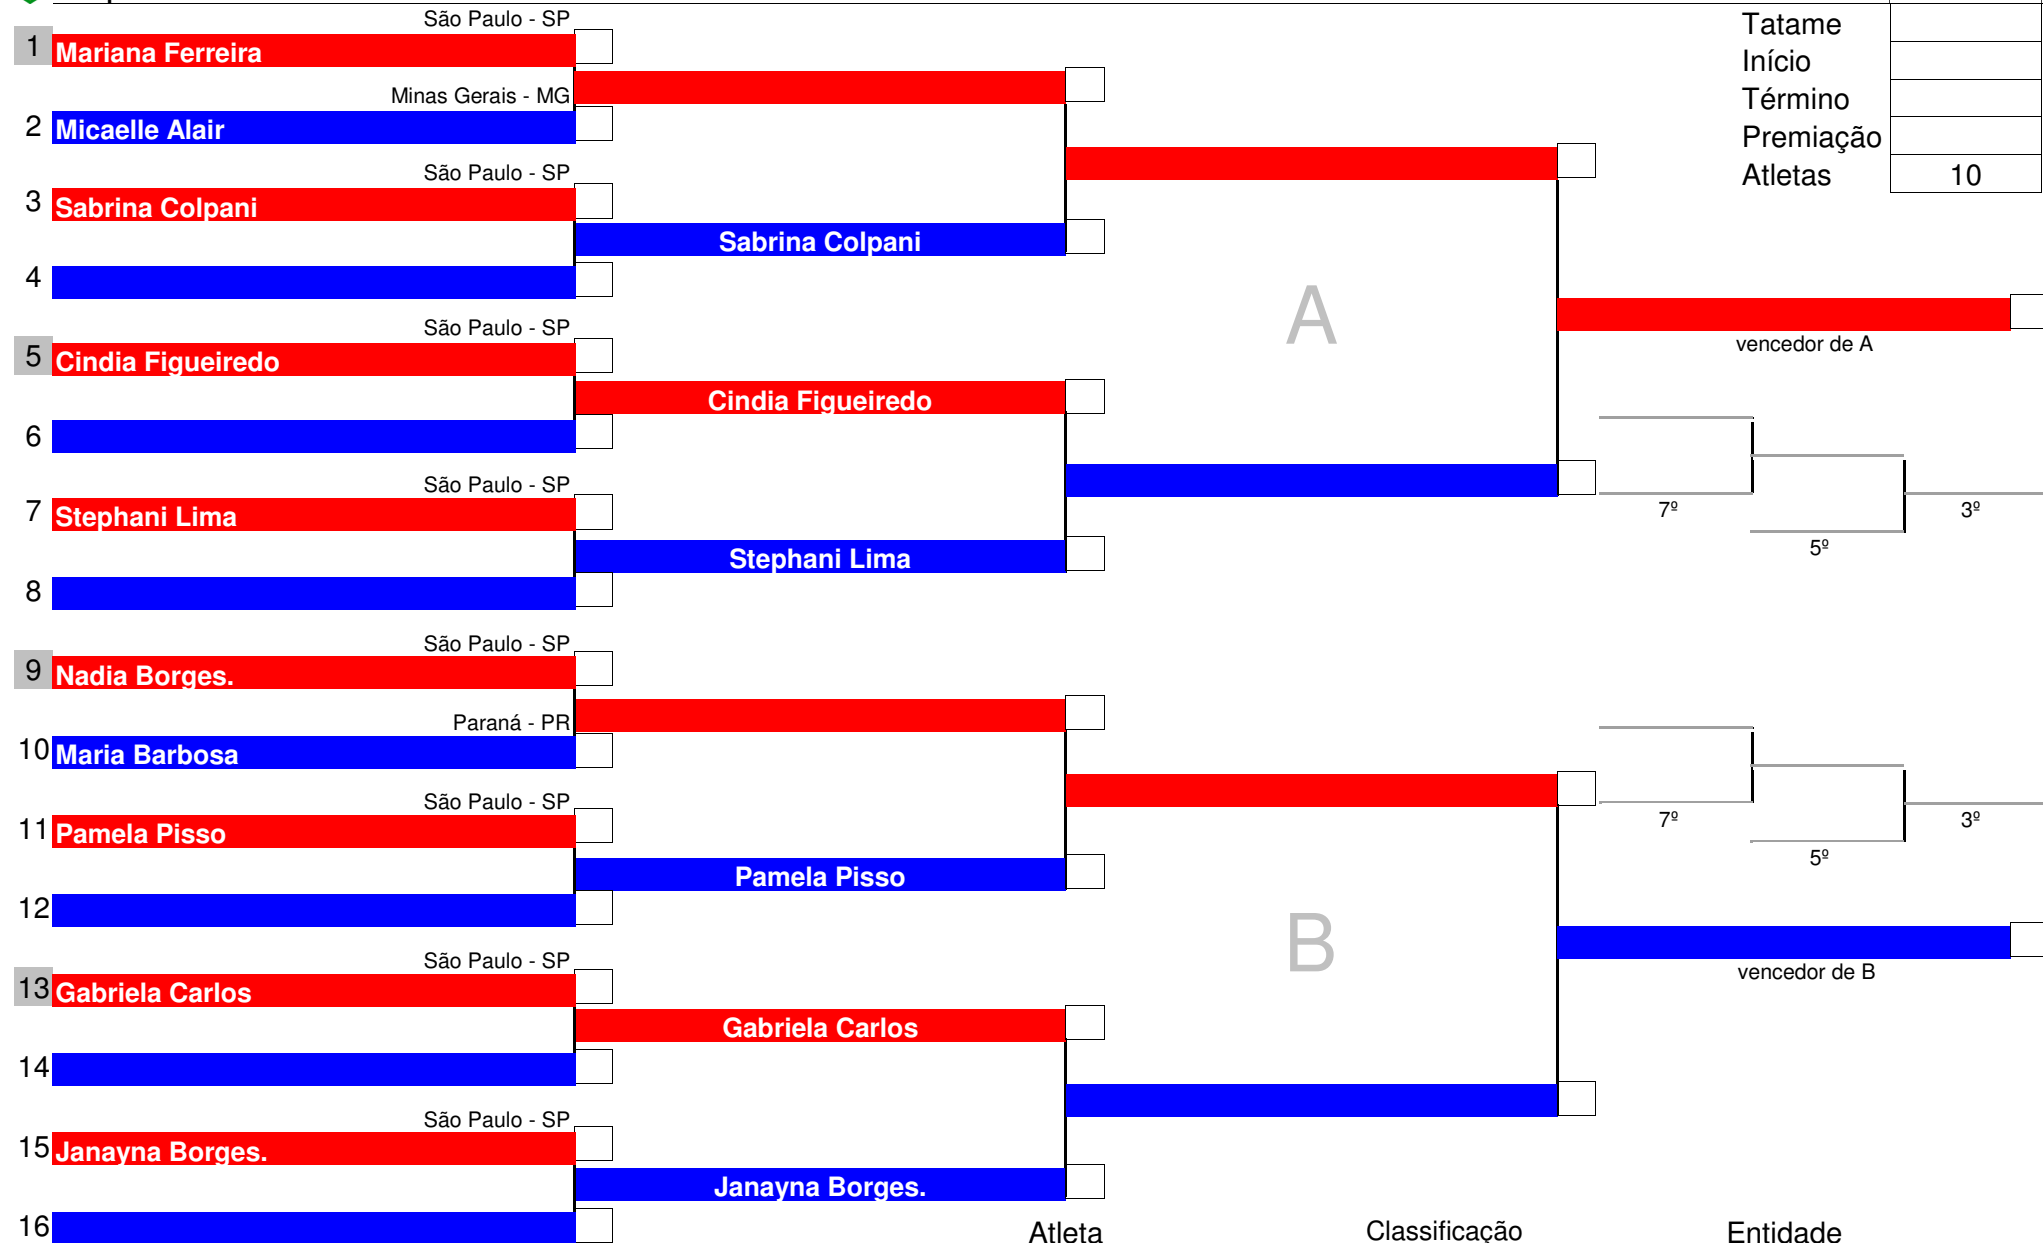 São Paulo - SP
1 Mariana Ferreira
Minas Gerais - MG
2 Micaelle Alair
São Paulo - SP
3 Sabrina Colpani
Sabrina Colpani
4
São Paulo - SP
5 Cindia Figueiredo
Cindia Figueiredo
6
São Paulo - SP
7 Stephani Lima
Stephani Lima
8
São Paulo - SP
9 Nadia Borges.
Paraná - PR
10 Maria Barbosa
São Paulo - SP
11 Pamela Pisso
Pamela Pisso
12
São Paulo - SP
13 Gabriela Carlos
Gabriela Carlos
14
São Paulo - SP
15 Janayna Borges.
Janayna Borges.
16
A
B
Tatame
Início
Término
Premiação
Atletas 10
vencedor de A
7º
3º
5º
7º
3º
5º
vencedor de B
Atleta Classificação Entidade